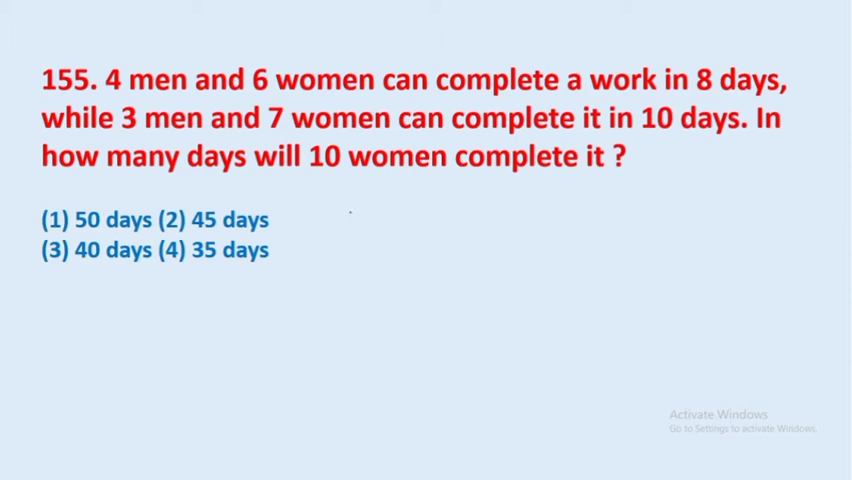 155. 4 men and 6 women can complete a work in 8 days,
while 3 men and 7 women can complete it in 10 days. In
how many days will 10 women complete it ?
(1) 50 days (2) 45 days
(3) 40 days (4) 35 days
Activate Windows
Go to Settings to activate Windows.